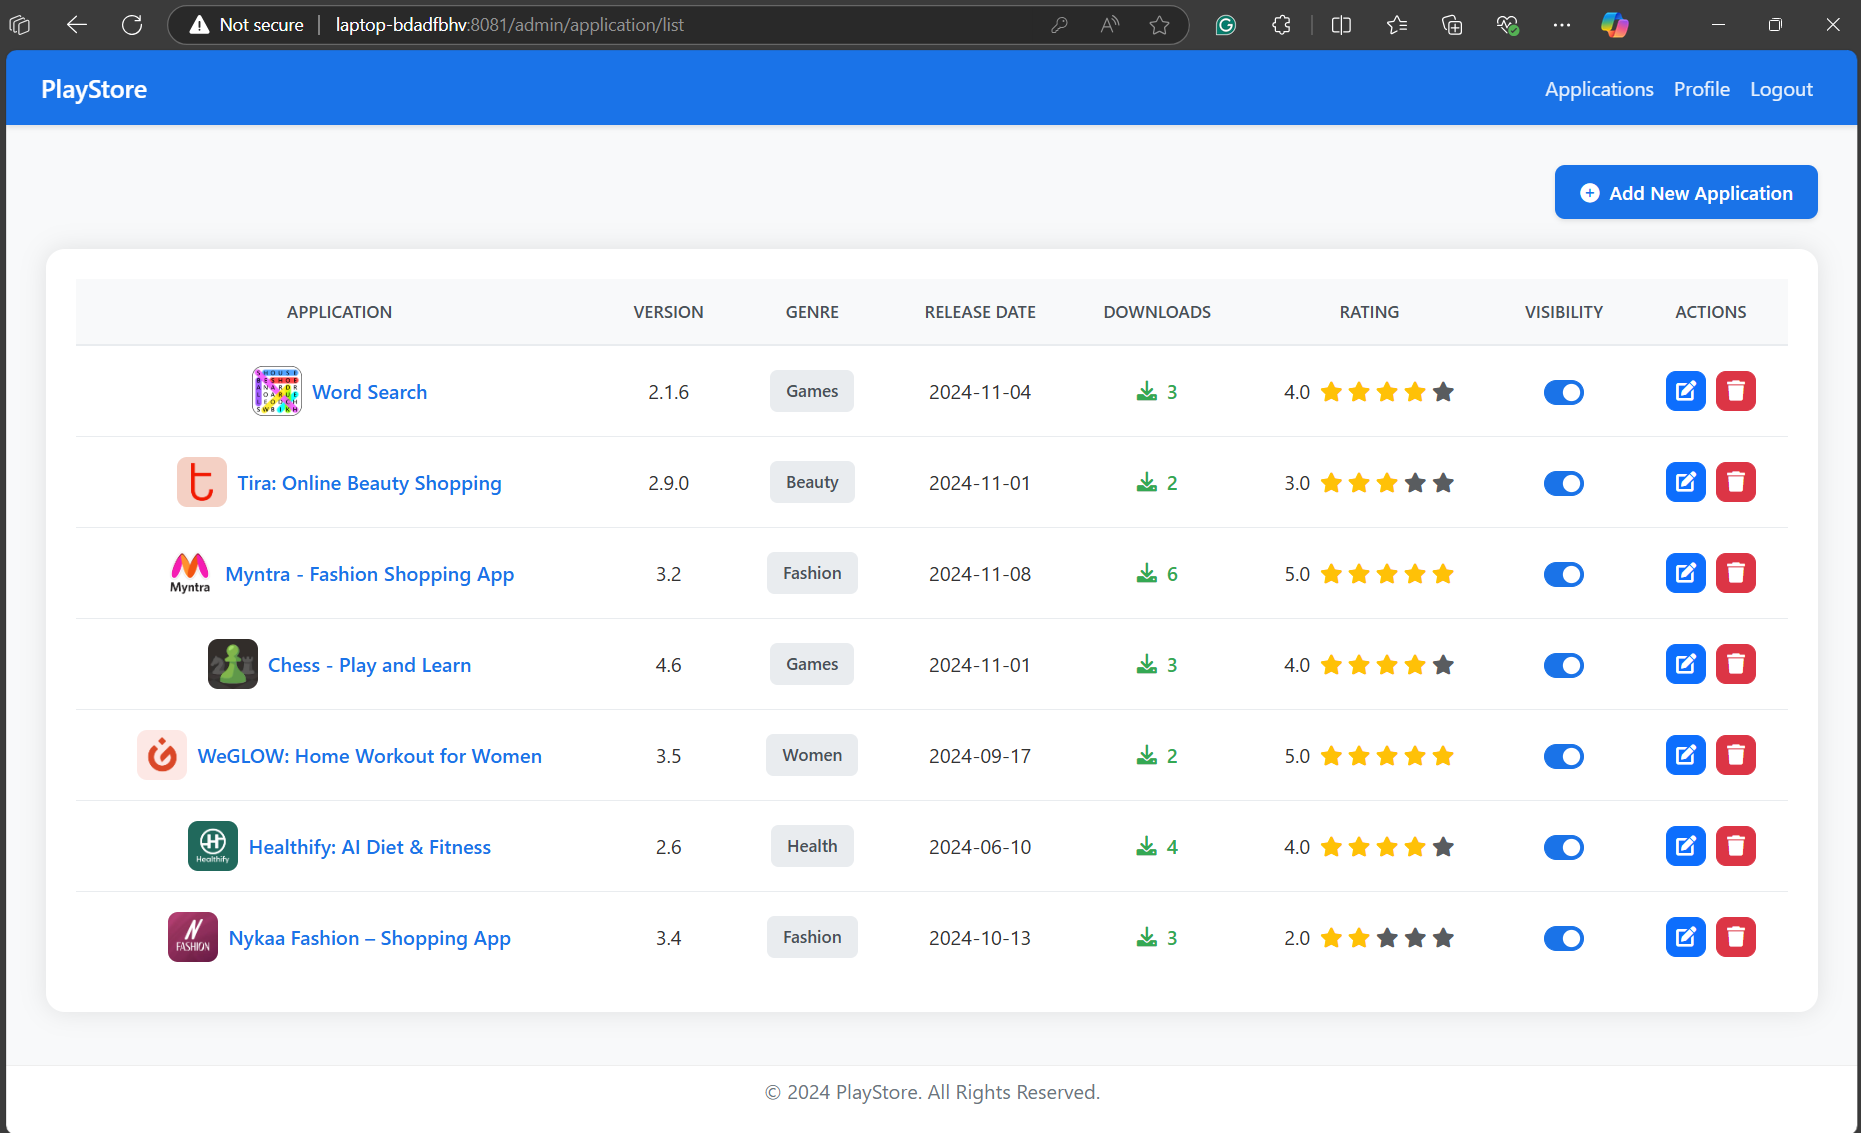 Not secure laptop-bdadfbhv:8081/admin/application/list
PlayStore
Applications Profile Logout
Add New Application
APPLICATION VERSION GENRE RELEASE DATE DOWNLOADS RATING VISIBILITY ACTIONS
Word Search 2.1.6 Games 2024-11-04 3 4.0
Tira: Online Beauty Shopping 2.9.0 Beauty 2024-11-01 2 3.0
Myntra
Myntra - Fashion Shopping App 3.2 Fashion 2024-11-08 6 5.0
Chess - Play and Learn 4.6 Games 2024-11-01 3 4.0
WeGLOW: Home Workout for Women 3.5 Women 2024-09-17 2 5.0
Healthify
Healthify: AI Diet & Fitness 2.6 Health 2024-06-10 4 4.0
N FASHION
Nykaa Fashion – Shopping App 3.4 Fashion 2024-10-13 3 2.0
© 2024 PlayStore. All Rights Reserved.